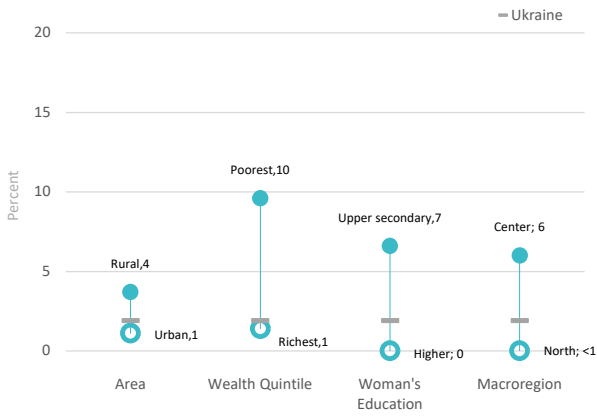 Ukraine
20
15
10
5
0
Percent
Poorest,10
Upper secondary,7
Center; 6
Rural,4
Urban,1
Richest,1
Higher; 0
North; <1
Area
Wealth Quintile
Woman's
Education
Macroregion